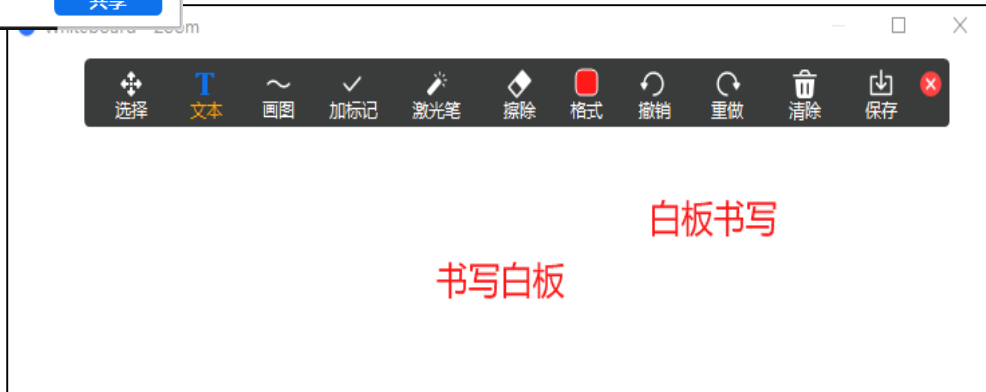 共享
Whiteboard - Zoom
选择 文本 画图 加标记 激光笔 擦除 格式 撤销 重做 清除 保存
白板书写
书写白板